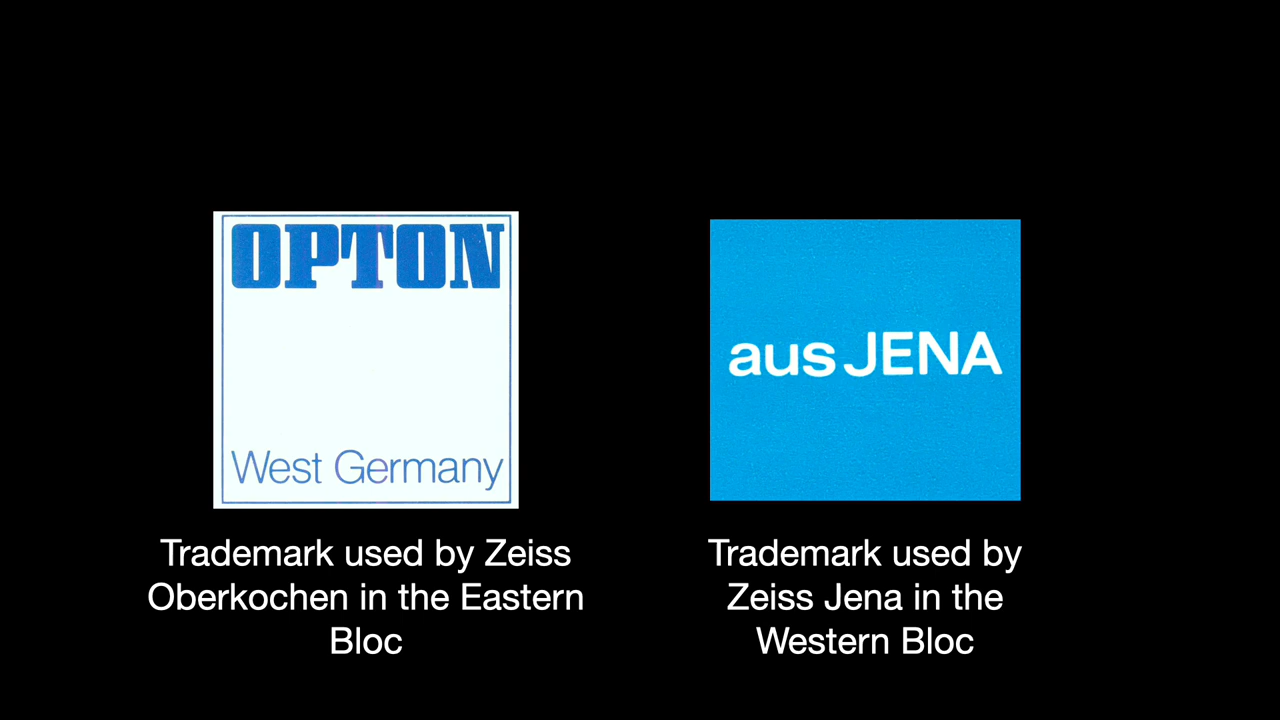 OPTON
West Germany
Trademark used by Zeiss
Oberkochen in the Eastern
Bloc
aus JENA
Trademark used by
Zeiss Jena in the
Western Bloc